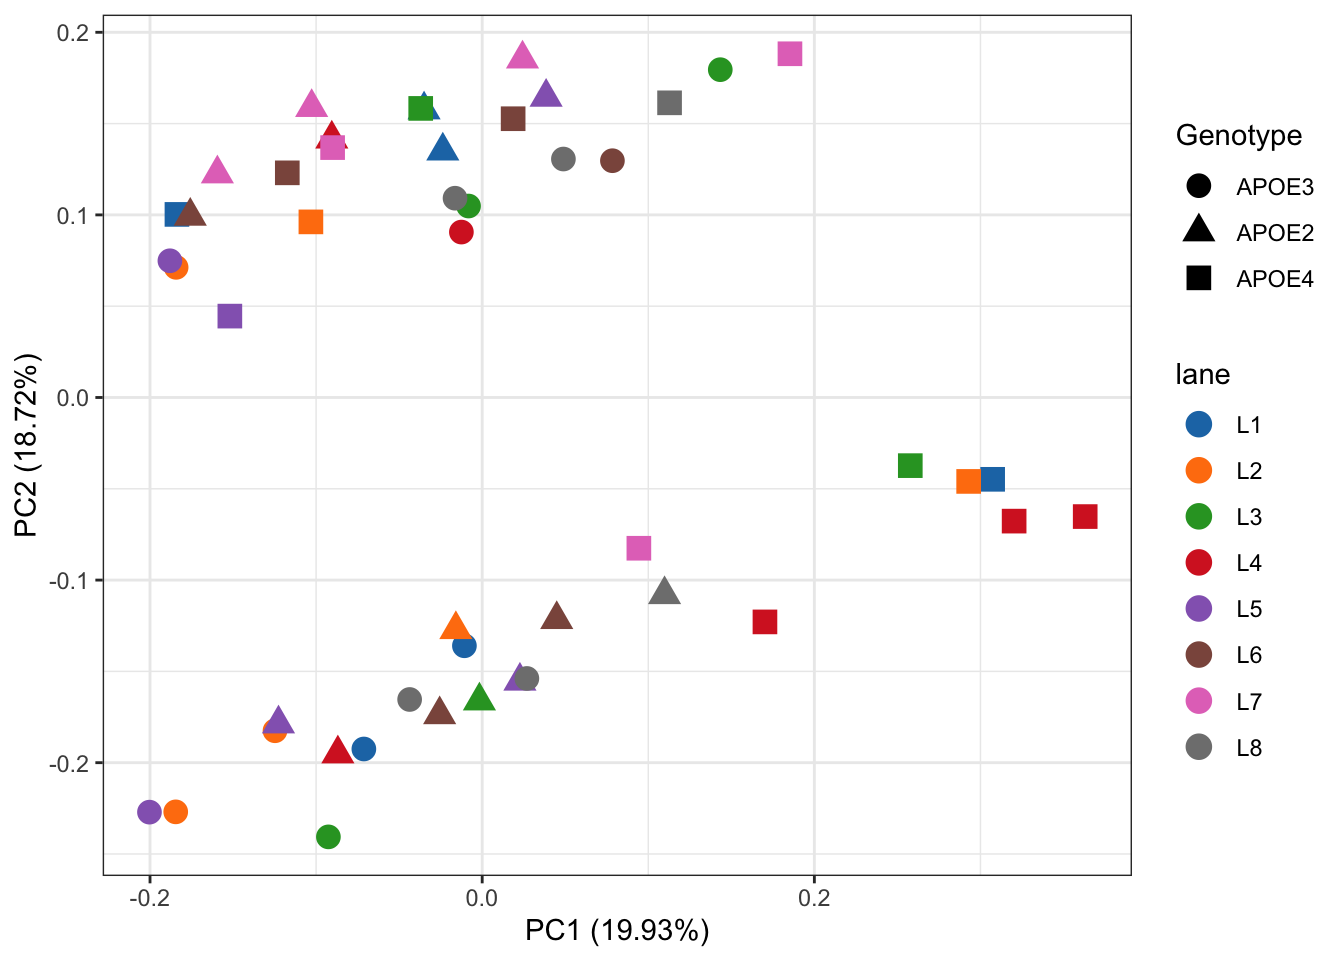 0.2
0.1
0.0
-0.1
-0.2
PC2 (18.72%)
-0.2
0.0
0.2
PC1 (19.93%)
Genotype
APOE3
APOE2
APOE4
lane
L1
L2
L3
L4
L5
L6
L7
L8